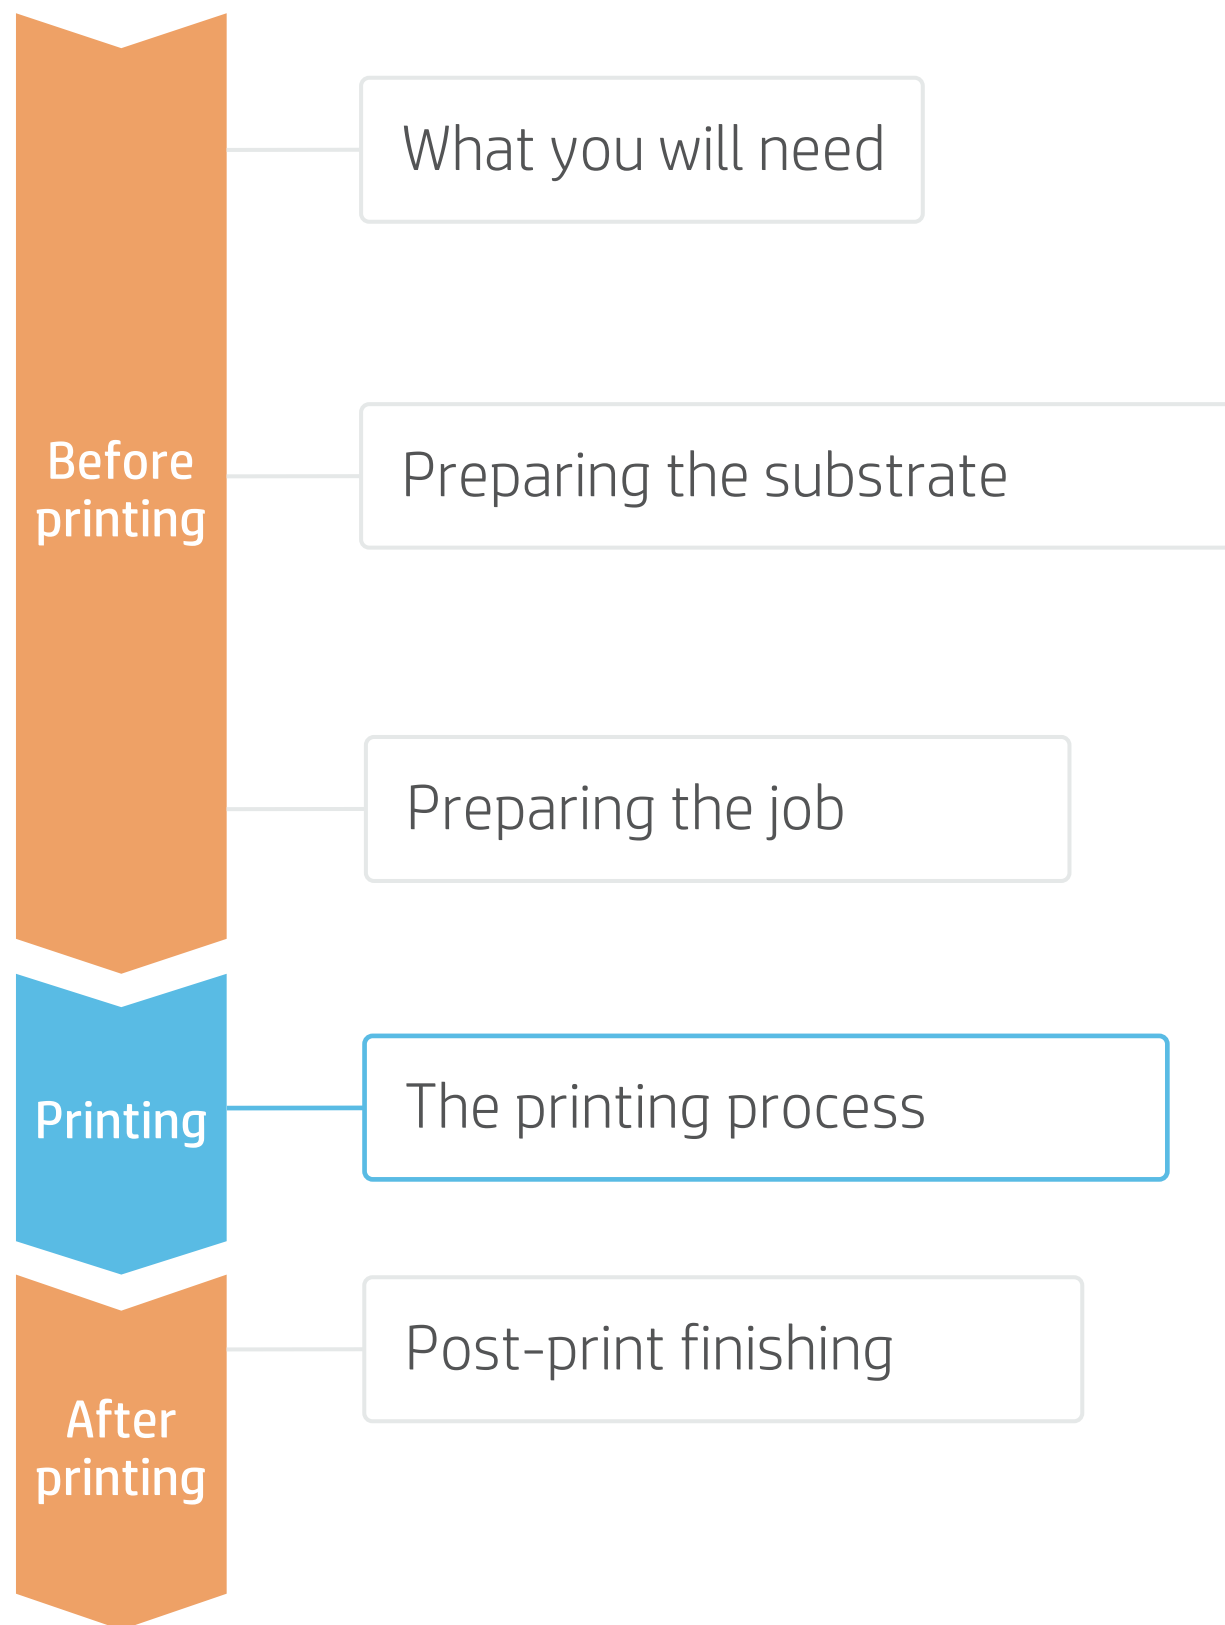 What you will need
Before
printing
Preparing the substrate
Preparing the job
Printing
The printing process
After
printing
Post-print finishing